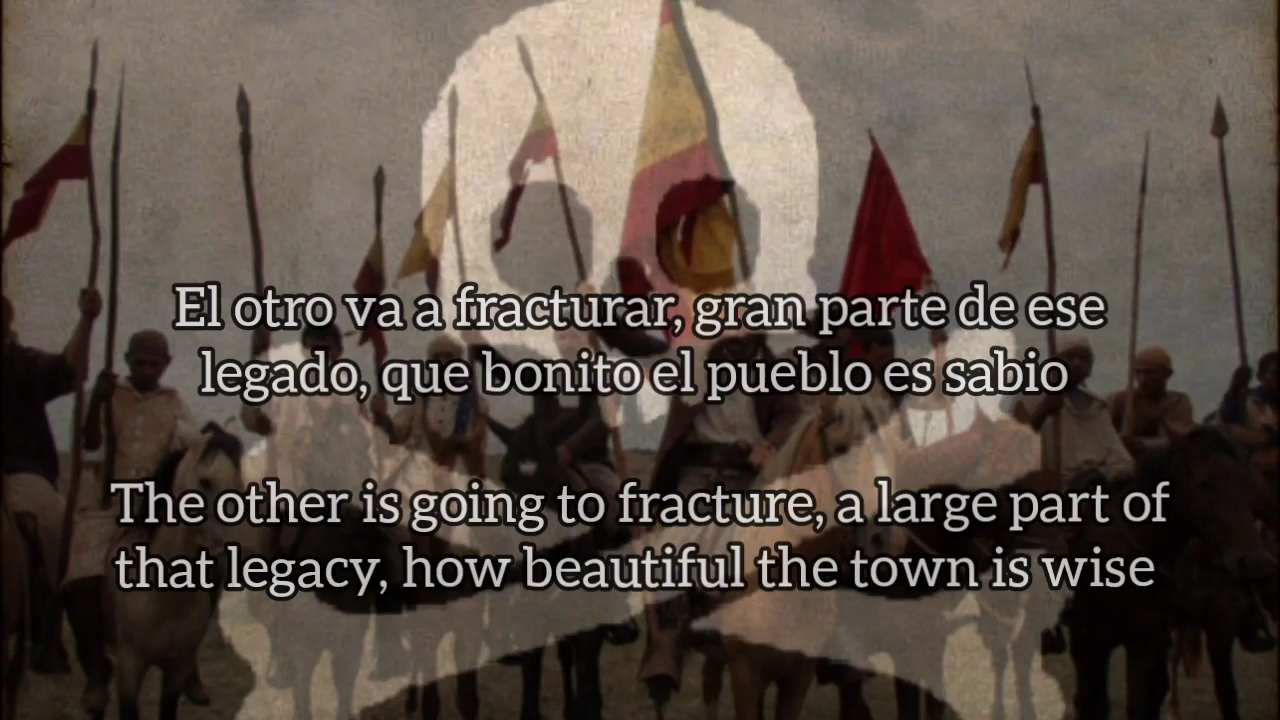 El otro va a fracturar, gran parte de ese
legado, que bonito el pueblo es sabio
The other is going to fracture, a large part of
that legacy, how beautiful the town is wise